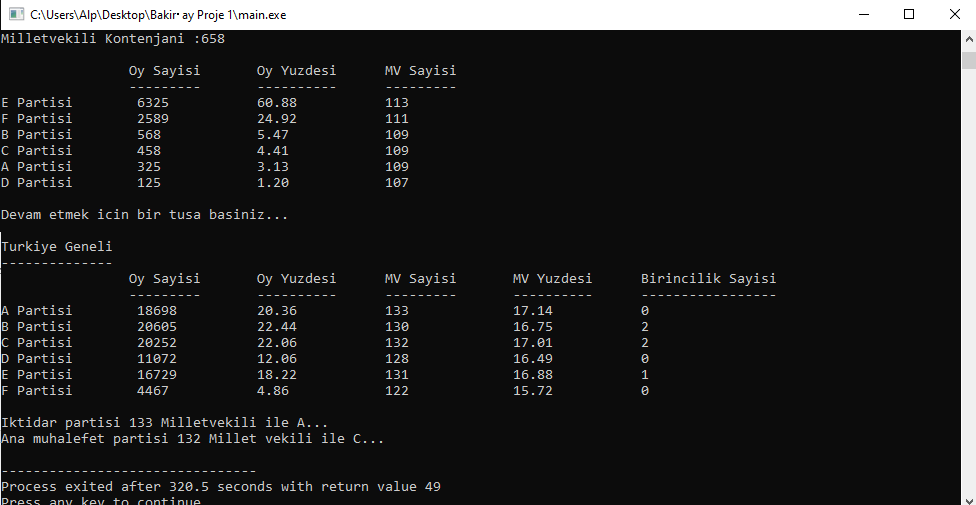 C:\Users\Alp\Desktop\Bakir• ay Proje 1\main.exe
Milletvekili Kontenjani :658
Oy Sayisi Oy Yuzdesi MV Sayisi
--------- ---------- ---------
E Partisi 6325 60.88 113
F Partisi 2589 24.92 111
B Partisi 568 5.47 109
C Partisi 458 4.41 109
A Partisi 325 3.13 109
D Partisi 125 1.20 107
Devam etmek icin bir tusa basiniz...
Turkiye Geneli
--------------
Oy Sayisi Oy Yuzdesi MV Sayisi MV Yuzdesi Birincilik Sayisi
--------- ---------- --------- ---------- -----------------
A Partisi 18698 20.36 133 17.14 0
B Partisi 20605 22.44 130 16.75 2
C Partisi 20252 22.06 132 17.01 2
D Partisi 11072 12.06 128 16.49 0
E Partisi 16729 18.22 131 16.88 1
F Partisi 4467 4.86 122 15.72 0
Iktidar partisi 133 Milletvekili ile A...
Ana muhalefet partisi 132 Millet vekili ile C...
--------------------------------
Process exited after 320.5 seconds with return value 49
Press any key to continue